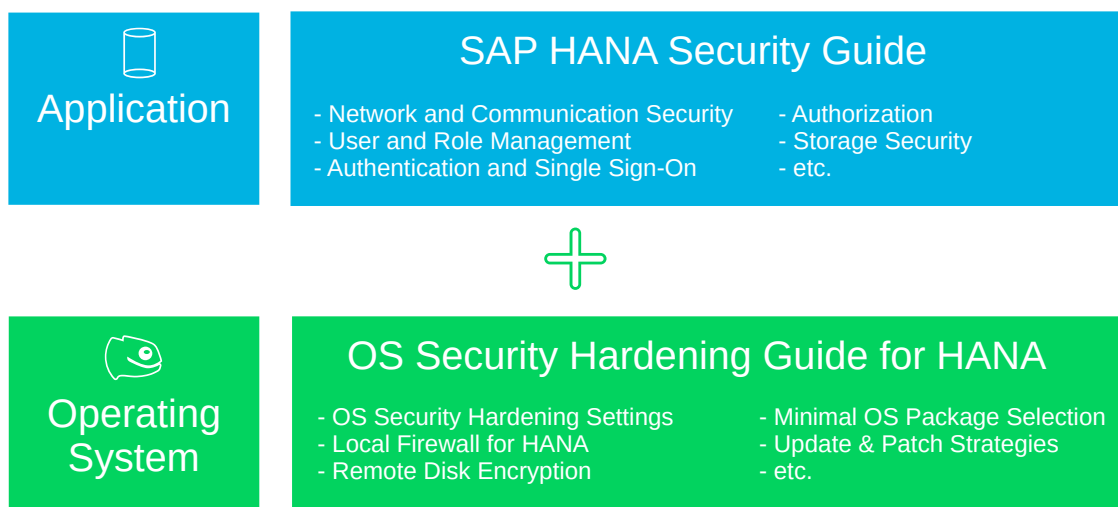 Application
SAP HANA Security Guide
- Network and Communication Security
- User and Role Management
- Authentication and Single Sign-On
- Authorization
- Storage Security
- etc.
Operating
System
OS Security Hardening Guide for HANA
- OS Security Hardening Settings
- Local Firewall for HANA
- Remote Disk Encryption
- Minimal OS Package Selection
- Update & Patch Strategies
- etc.